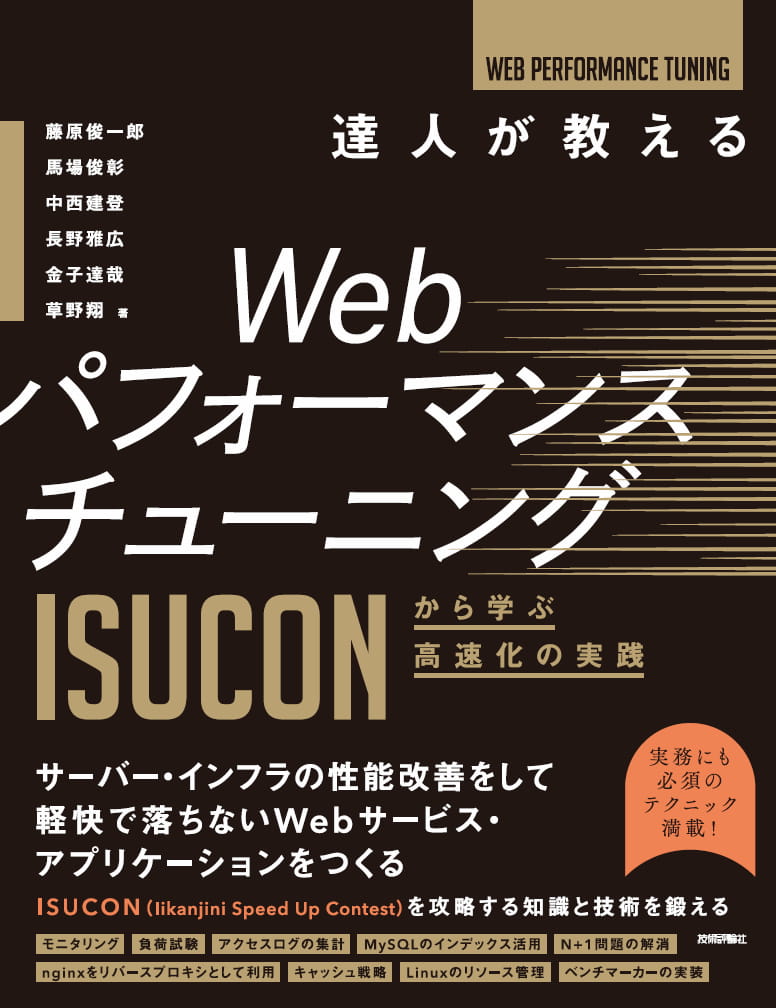 WEB PERFORMANCE TUNING
達人が教える
藤原俊一郎
馬場俊彰
中西建登
長野雅広
金子達哉
草野翔 著
Web
パフォーマンス
チューニング
ISUCON
から学ぶ
高速化の実践
サーバー・インフラの性能改善をして
軽快で落ちないWebサービス・
アプリケーションをつくる
実務にも
必須の
テクニック
満載！
ISUCON（Iikanjini Speed Up Contest）を攻略する知識と技術を鍛える
モニタリング 負荷試験 アクセスログの集計 MySQLのインデックス活用 N+1問題の解消
nginxをリバースプロキシとして利用 キャッシュ戦略 Linuxのリソース管理 ベンチマーカーの実装
技術評論社